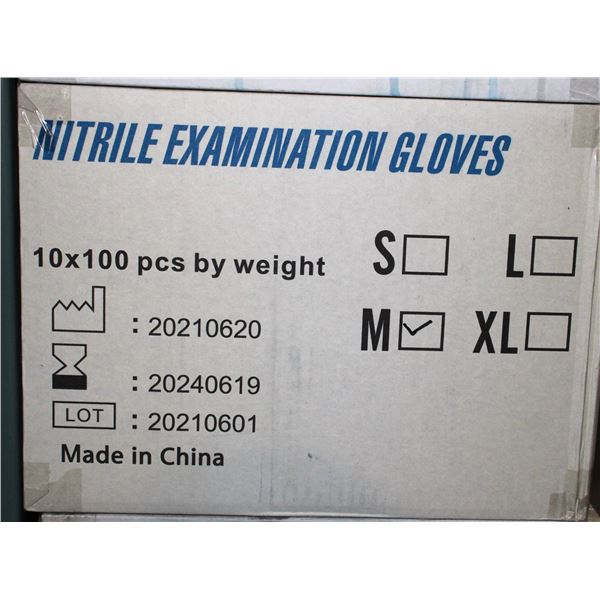 NITRILE EXAMINATION GLOVES
10x100 pcs by weight
S L
M XL
: 20210620
: 20240619
LOT : 20210601
Made in China